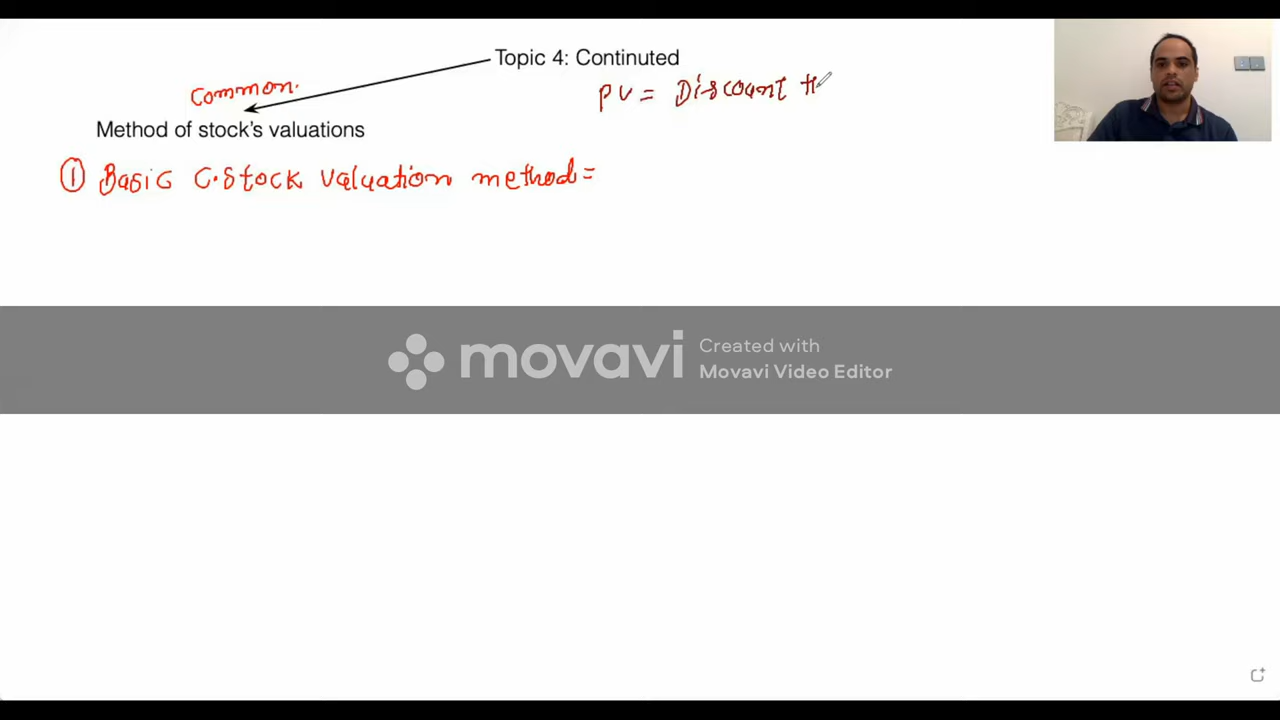 Topic 4: Continuted
Common.
PV = Discount
Method of stock's valuations
① Basic C.Stock Valuation method =
movavi
Created with
Movavi Video Editor